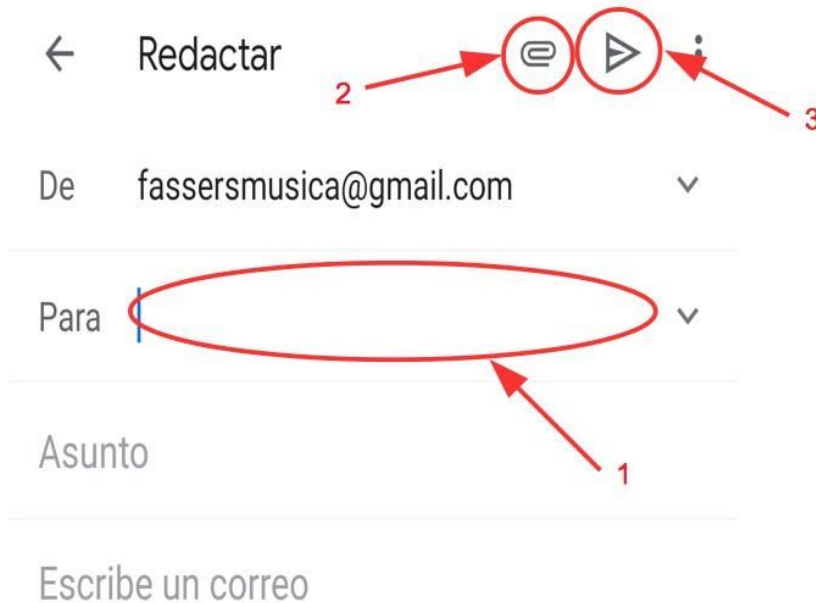 Redactar
2
3
De fassersmusica@gmail.com
Para
1
Asunto
Escribe un correo